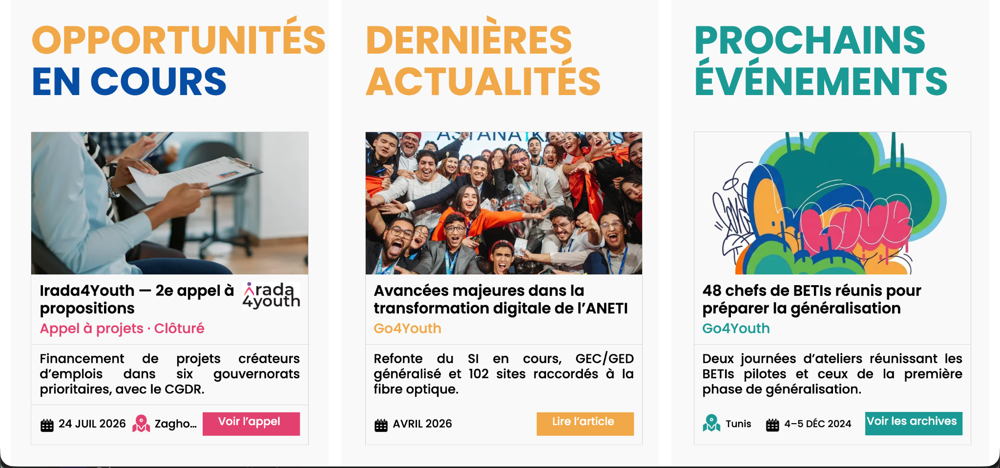 OPPORTUNITÉS
EN COURS
Irada4Youth — 2e appel à
propositions
irada
4youth
Appel à projets · Clôturé
Financement de projets créateurs
d’emplois dans six gouvernorats
prioritaires, avec le CGDR.
24 JUIL 2026
Zagho...
Voir l’appel
DERNIÈRES
ACTUALITÉS
Avancées majeures dans la
transformation digitale de l’ANETI
Go4Youth
Refonte du SI en cours, GEC/GED
généralisé et 102 sites raccordés à la
fibre optique.
AVRIL 2026
Lire l’article
PROCHAINS
ÉVÉNEMENTS
LOVE
48 chefs de BETIs réunis pour
préparer la généralisation
Go4Youth
Deux journées d’ateliers réunissant les
BETIs pilotes et ceux de la première
phase de généralisation.
Tunis
4–5 DÉC 2024
Voir les archives